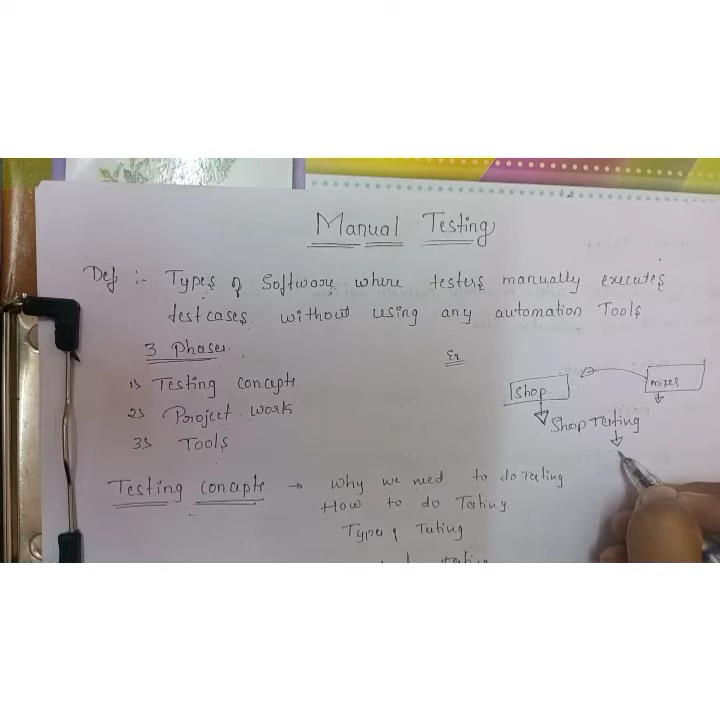 Manual Testing
Def :- Types of Software where testers manually executes
testcases without using any automation Tools
3 Phases.
Ex
1) Testing concepts
Shop
mixer
2) Project work
Shop Testing
3) Tools
Testing concepts → Why we need to do Testing
How to do Testing
Types of Testing